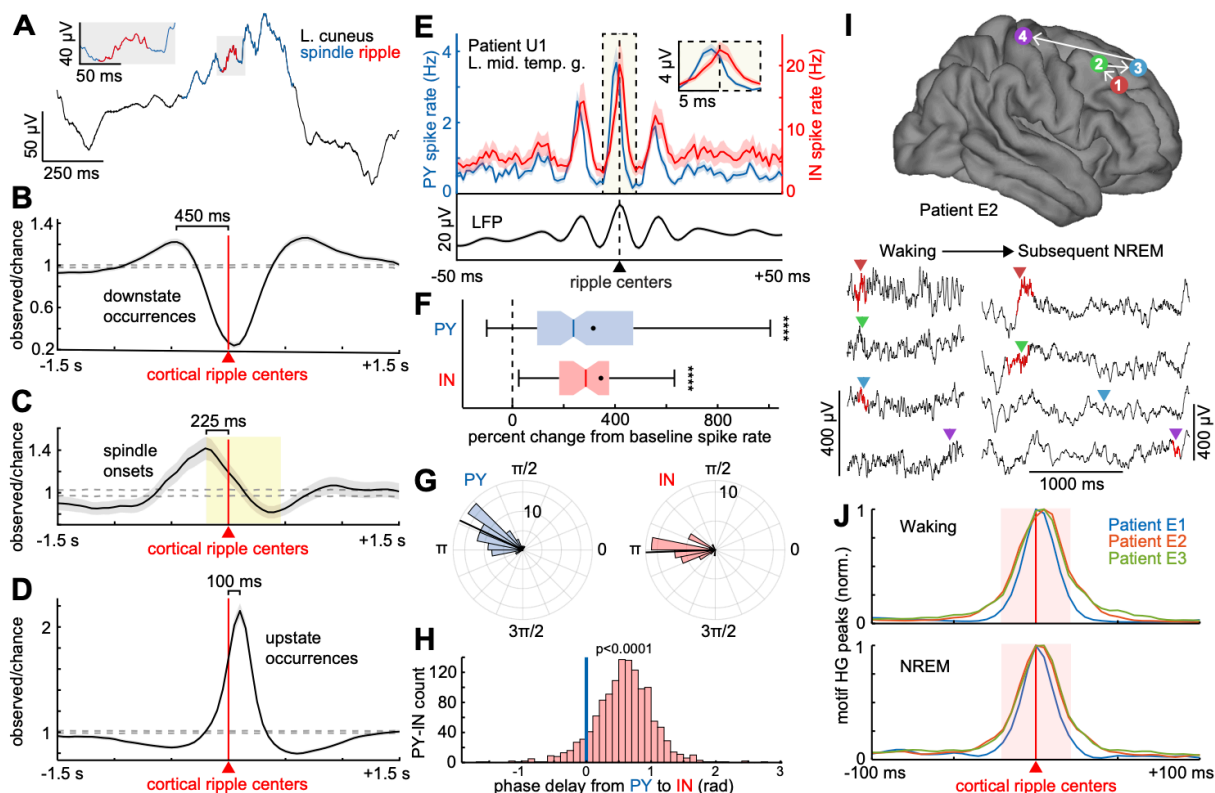 A
40 µV
50 ms
L. cuneus
spindle ripple
50 µV
250 ms
B
observed/chance
1.4
1
0.6
0.2
450 ms
downstate
occurrences
-1.5 s
+1.5 s
cortical ripple centers
C
observed/chance
1.4
1
225 ms
spindle
onsets
-1.5 s
+1.5 s
cortical ripple centers
D
observed/chance
2
1
100 ms
upstate
occurrences
-1.5 s
+1.5 s
cortical ripple centers
E
PY spike rate (Hz)
4
2
0
Patient U1
L. mid. temp. g.
4 µV
5 ms
20
10
0
IN spike rate (Hz)
20 µV
LFP
-50 ms
+50 ms
ripple centers
F
PY
****
IN
****
0
400
800
percent change from baseline spike rate
G
PY
π/2
10
π
0
3π/2
IN
π/2
10
π
0
3π/2
H
p<0.0001
PY-IN count
120
80
40
0
-1
0
1
2
3
phase delay from PY to IN (rad)
I
4
2
3
1
Patient E2
Waking
Subsequent NREM
400 µV
400 µV
1000 ms
J
motif HG peaks (norm.)
1
0
Waking
Patient E1
Patient E2
Patient E3
1
0
NREM
-100 ms
+100 ms
cortical ripple centers